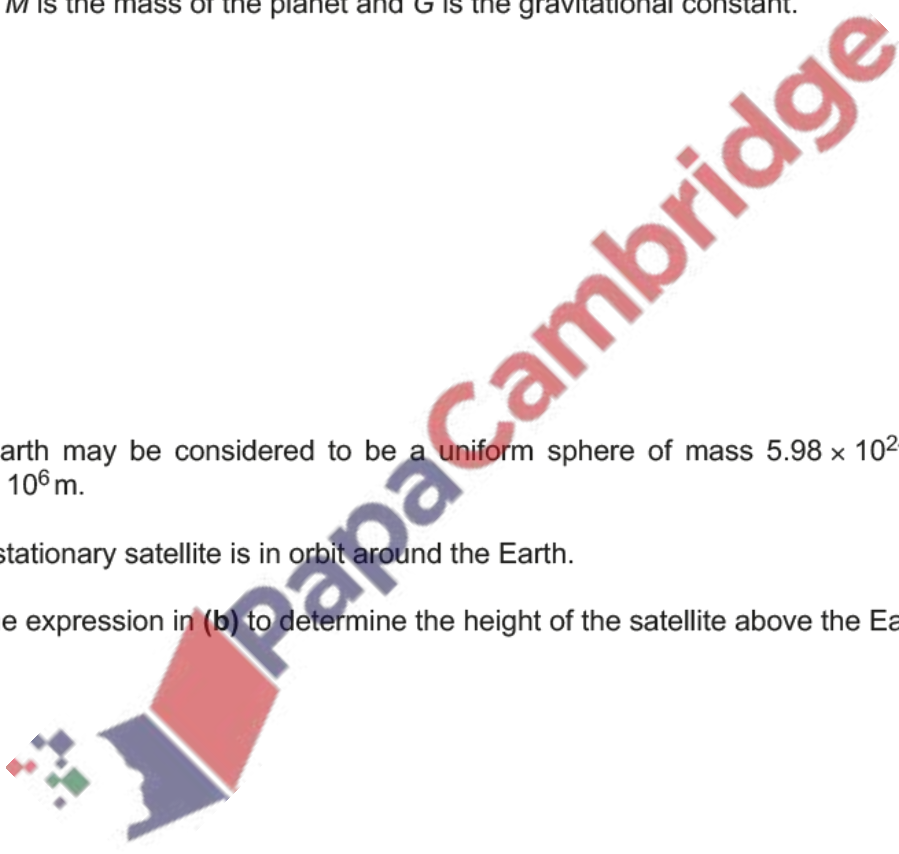 M is the mass of the planet and G is the gravitational constant.
arth may be considered to be a uniform sphere of mass 5.98 × 10²
10⁶ m.
stationary satellite is in orbit around the Earth.
e expression in (b) to determine the height of the satellite above the Ea
PapaCambridge